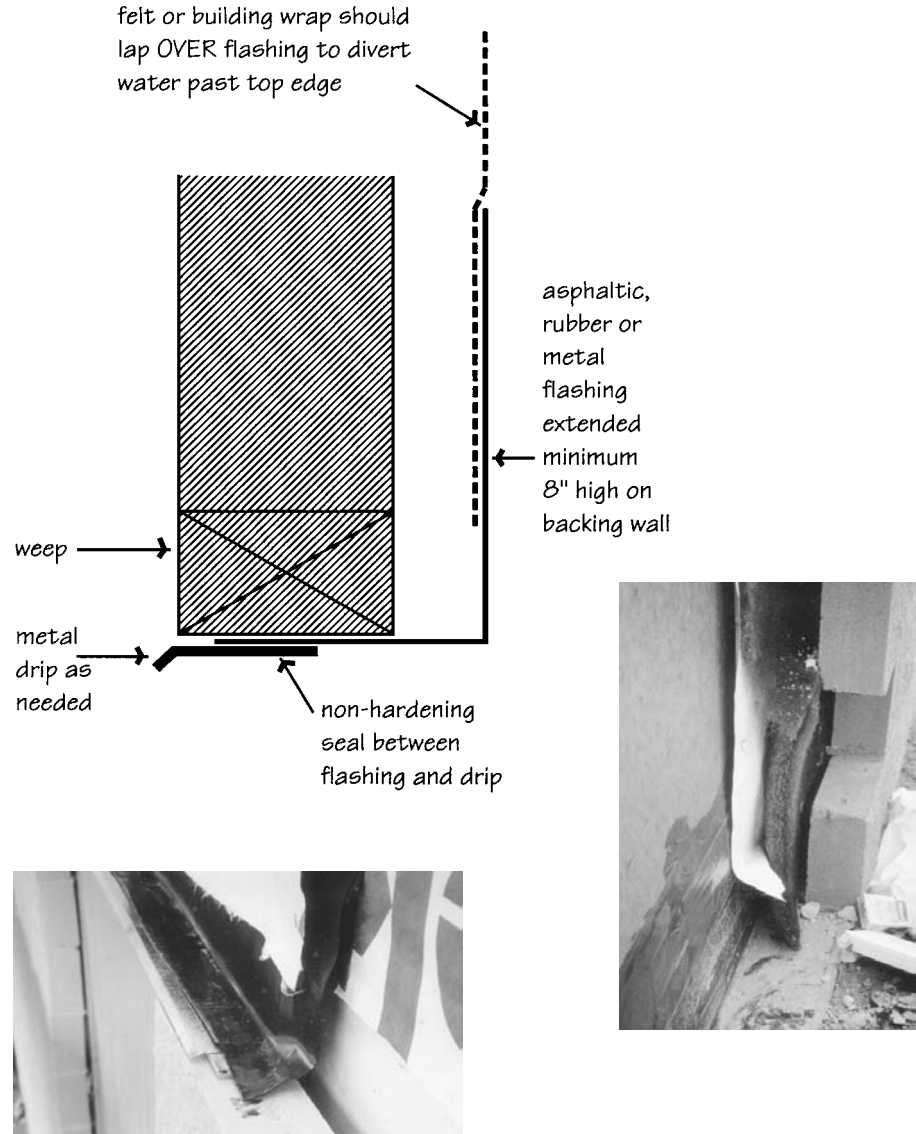 felt or building wrap should
lap OVER flashing to divert
water past top edge
asphaltic,
rubber or
metal
flashing
extended
minimum
8" high on
backing wall
weep
metal
drip as
needed
non-hardening
seal between
flashing and drip